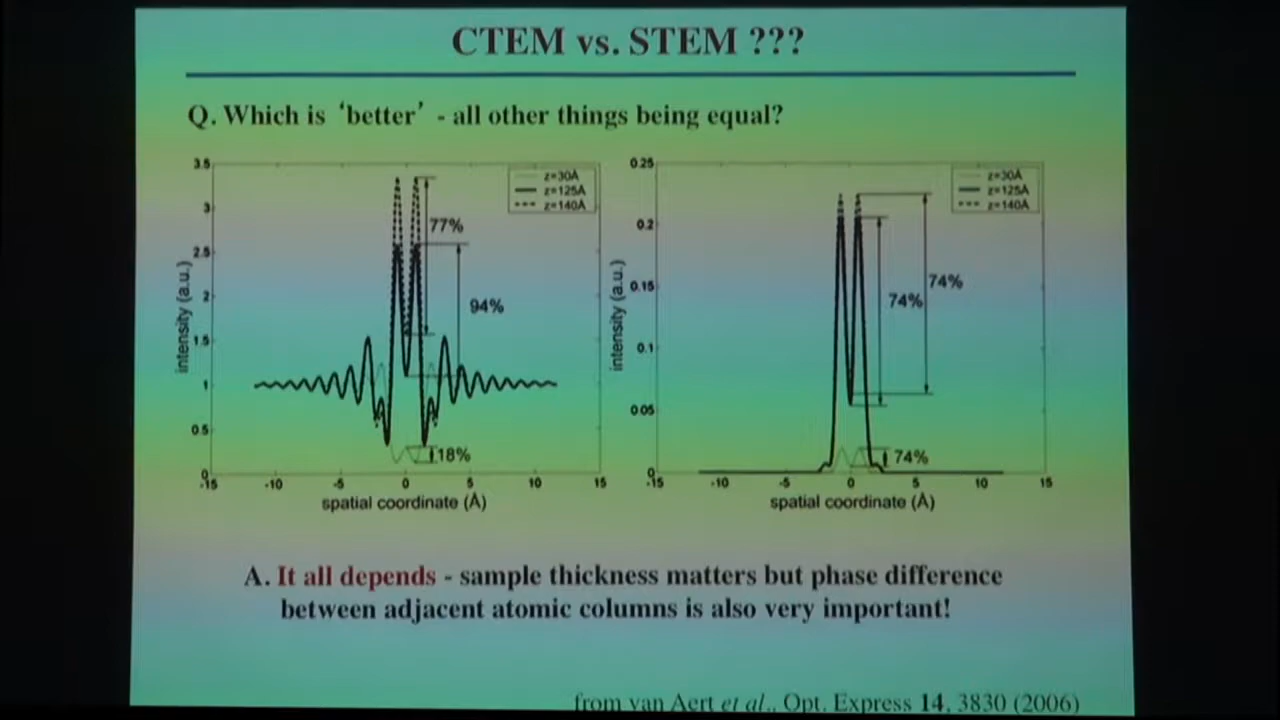 CTEM vs. STEM ???
Q. Which is ‘better’ - all other things being equal?
3.5
3
2.5
2
1.5
1
0.5
0
intensity (a.u.)
z=30Å
z=125Å
z=140Å
77%
94%
18%
-15 -10 -5 0 5 10 15
spatial coordinate (Å)
0.25
0.2
0.15
0.1
0.05
0
intensity (a.u.)
z=30Å
z=125Å
z=140Å
74%
74%
74%
-15 -10 -5 0 5 10 15
spatial coordinate (Å)
A. It all depends - sample thickness matters but phase difference
between adjacent atomic columns is also very important!
from van Aert et al., Opt. Express 14, 3830 (2006)